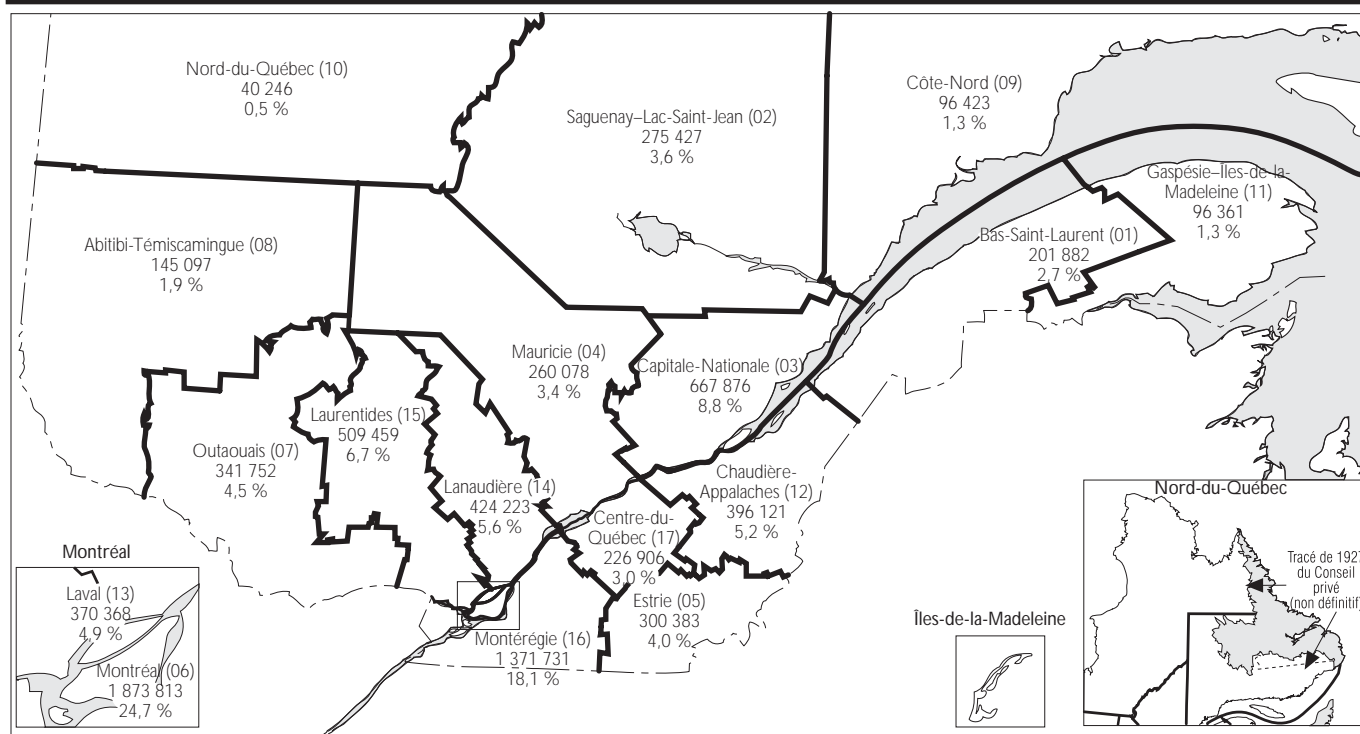 Nord-du-Québec (10)
40 246
0,5 %
Saguenay–Lac-Saint-Jean (02)
275 427
3,6 %
Côte-Nord (09)
96 423
1,3 %
Gaspésie–Îles-de-la-
Madeleine (11)
96 361
1,3 %
Bas-Saint-Laurent (01)
201 882
2,7 %
Abitibi-Témiscamingue (08)
145 097
1,9 %
Mauricie (04)
260 078
3,4 %
Capitale-Nationale (03)
667 876
8,8 %
Laurentides (15)
509 459
6,7 %
Outaouais (07)
341 752
4,5 %
Lanaudière (14)
424 223
5,6 %
Chaudière-
Appalaches (12)
396 121
5,2 %
Centre-du-
Québec (17)
226 906
3,0 %
Estrie (05)
300 383
4,0 %
Montérégie (16)
1 371 731
18,1 %
Montréal
Laval (13)
370 368
4,9 %
Montréal (06)
1 873 813
24,7 %
Îles-de-la-Madeleine
Nord-du-Québec
Tracé de 1927
du Conseil
privé
(non définitif)